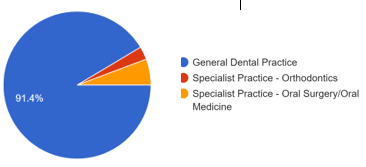 General Dental Practice
Specialist Practice - Orthodontics
91.4%
Specialist Practice - Oral Surgery/Oral
Medicine